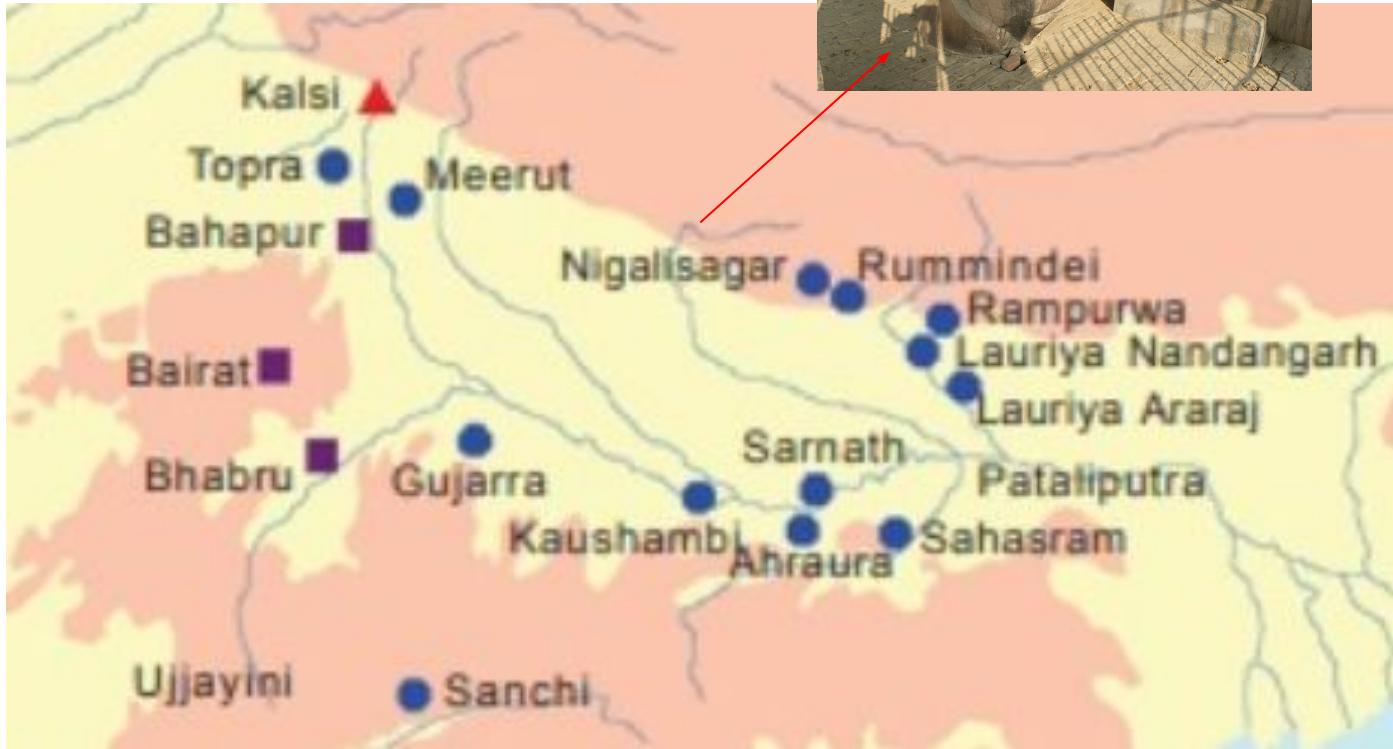 Kalsi
Topra
Meerut
Bahapur
Nigalisagar
Rummindei
Rampurwa
Lauriya Nandangarh
Bairat
Lauriya Araraj
Sarnath
Bhabru
Gujarra
Pataliputra
Kaushambi
Sahasram
Ahraura
Ujjayini
Sanchi